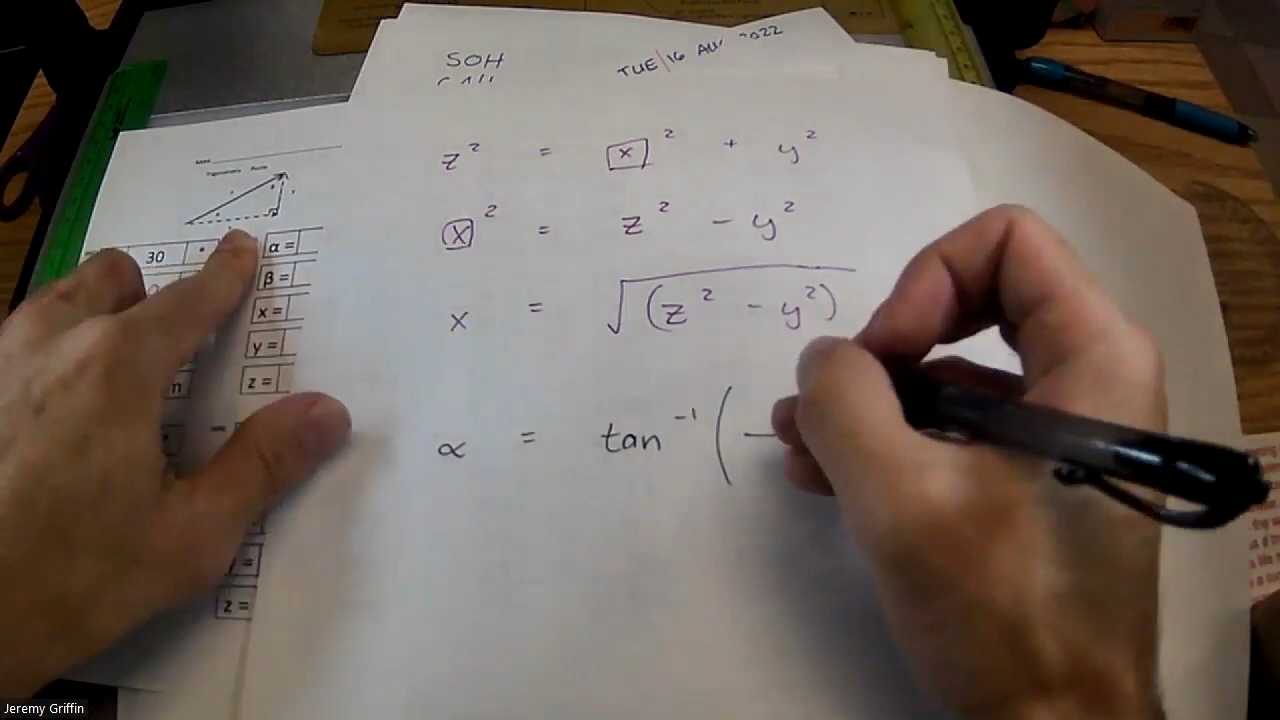 SOH
TUE 16 AUG 2022
z² = x² + y²
x² = z² - y²
x = √(z² - y²)
α = tan⁻¹ (
30
α =
β =
x =
y =
z =
m
z =
Jeremy Griffin